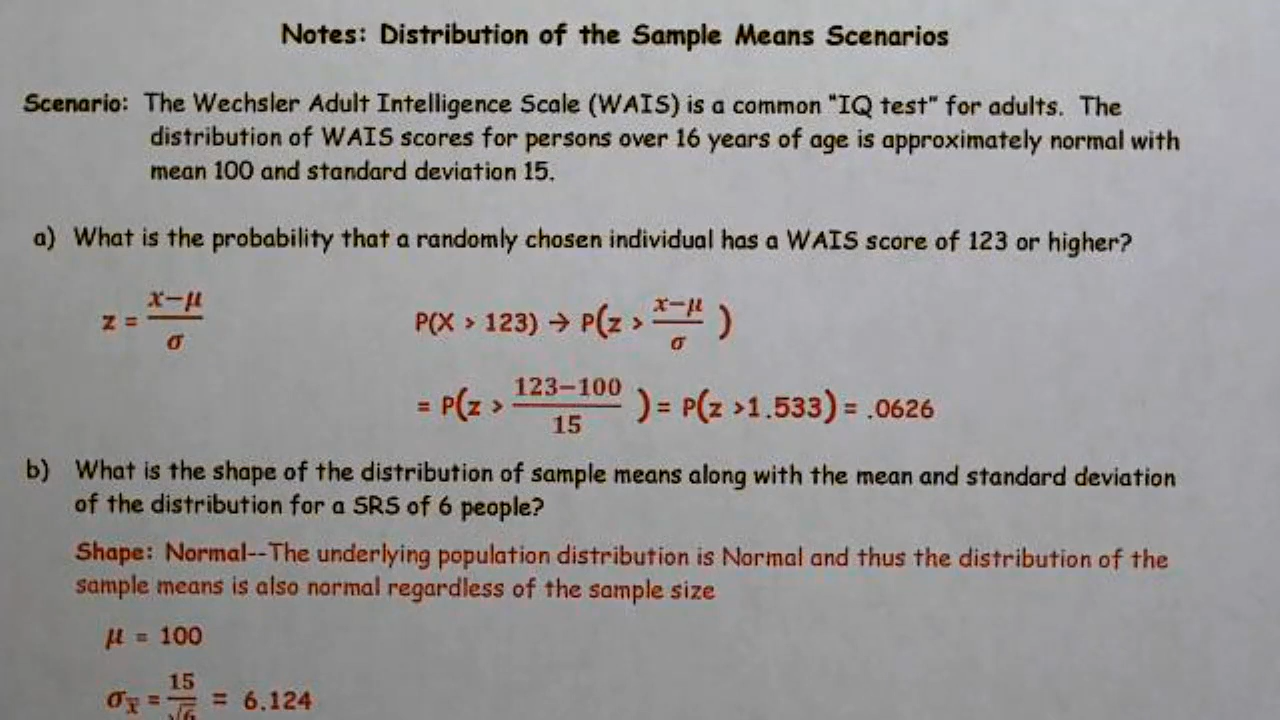 Notes: Distribution of the Sample Means Scenarios
Scenario: The Wechsler Adult Intelligence Scale (WAIS) is a common "IQ test" for adults. The
distribution of WAIS scores for persons over 16 years of age is approximately normal with
mean 100 and standard deviation 15.
a) What is the probability that a randomly chosen individual has a WAIS score of 123 or higher?
z = (x−μ)/σ P(X > 123) → P(z > (x−μ)/σ )
= P(z > (123−100)/15 ) = P(z >1.533) = .0626
b) What is the shape of the distribution of sample means along with the mean and standard deviation
of the distribution for a SRS of 6 people?
Shape: Normal--The underlying population distribution is Normal and thus the distribution of the
sample means is also normal regardless of the sample size
μ = 100
σx̅ = 15/√6 = 6.124